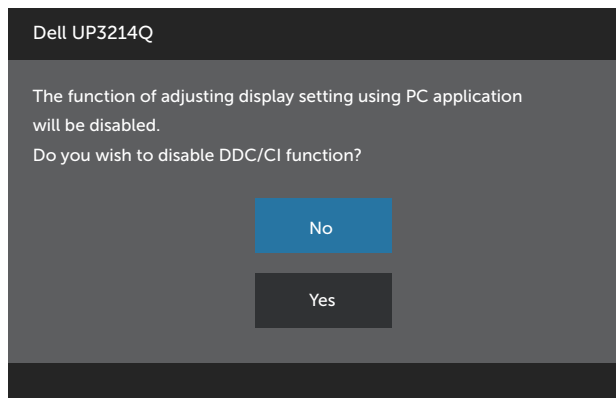 Dell UP3214Q
The function of adjusting display setting using PC application
will be disabled.
Do you wish to disable DDC/CI function?
No
Yes